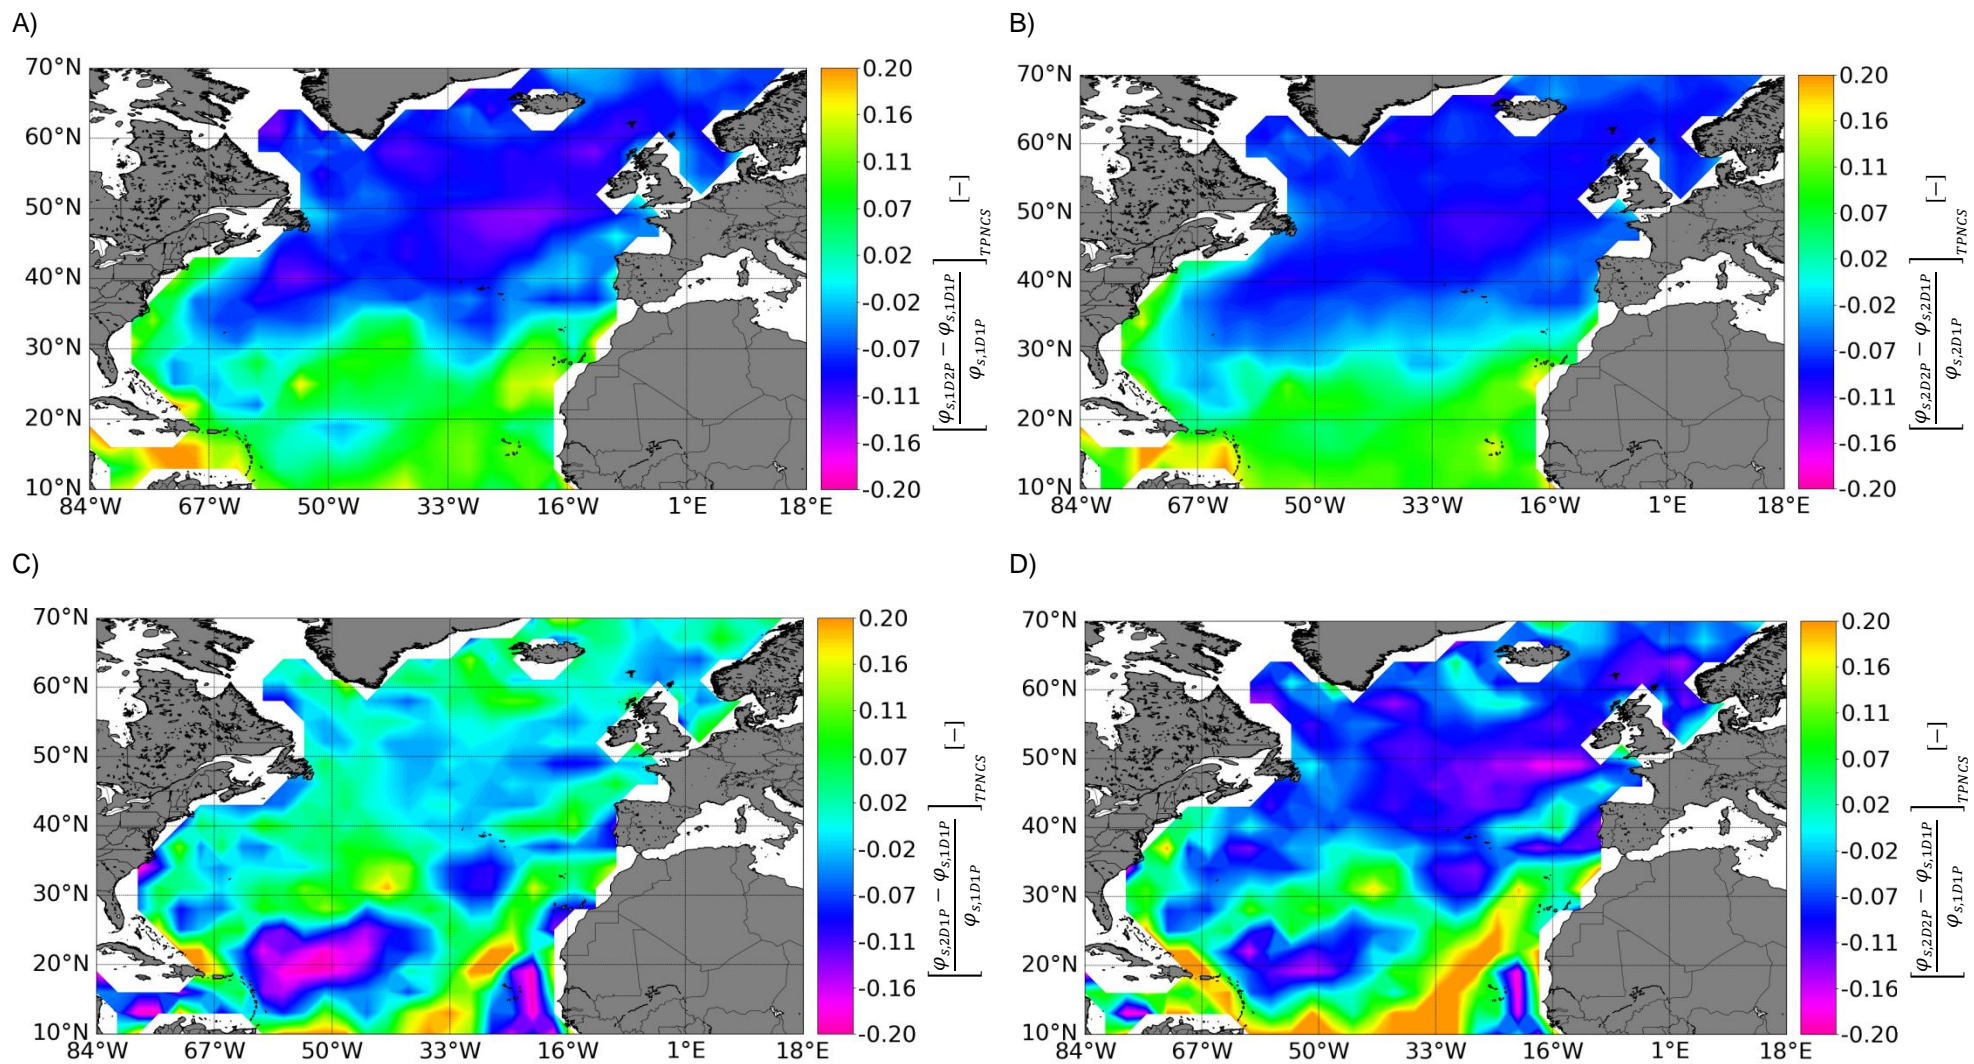 A)
70°N
60°N
50°N
40°N
30°N
20°N
10°N
84°W 67°W 50°W 33°W 16°W 1°E 18°E
0.20
0.16
0.11
0.07
0.02
-0.02
-0.07
-0.11
-0.16
-0.20
[φs,1D2P − φs,1D1P / φs,1D1P]TPNCS [−]
B)
70°N
60°N
50°N
40°N
30°N
20°N
10°N
84°W 67°W 50°W 33°W 16°W 1°E 18°E
0.20
0.16
0.11
0.07
0.02
-0.02
-0.07
-0.11
-0.16
-0.20
[φs,2D2P − φs,2D1P / φs,2D1P]TPNCS [−]
C)
70°N
60°N
50°N
40°N
30°N
20°N
10°N
84°W 67°W 50°W 33°W 16°W 1°E 18°E
0.20
0.16
0.11
0.07
0.02
-0.02
-0.07
-0.11
-0.16
-0.20
[φs,2D1P − φs,1D1P / φs,1D1P]TPNCS [−]
D)
70°N
60°N
50°N
40°N
30°N
20°N
10°N
84°W 67°W 50°W 33°W 16°W 1°E 18°E
0.20
0.16
0.11
0.07
0.02
-0.02
-0.07
-0.11
-0.16
-0.20
[φs,2D2P − φs,1D1P / φs,1D1P]TPNCS [−]